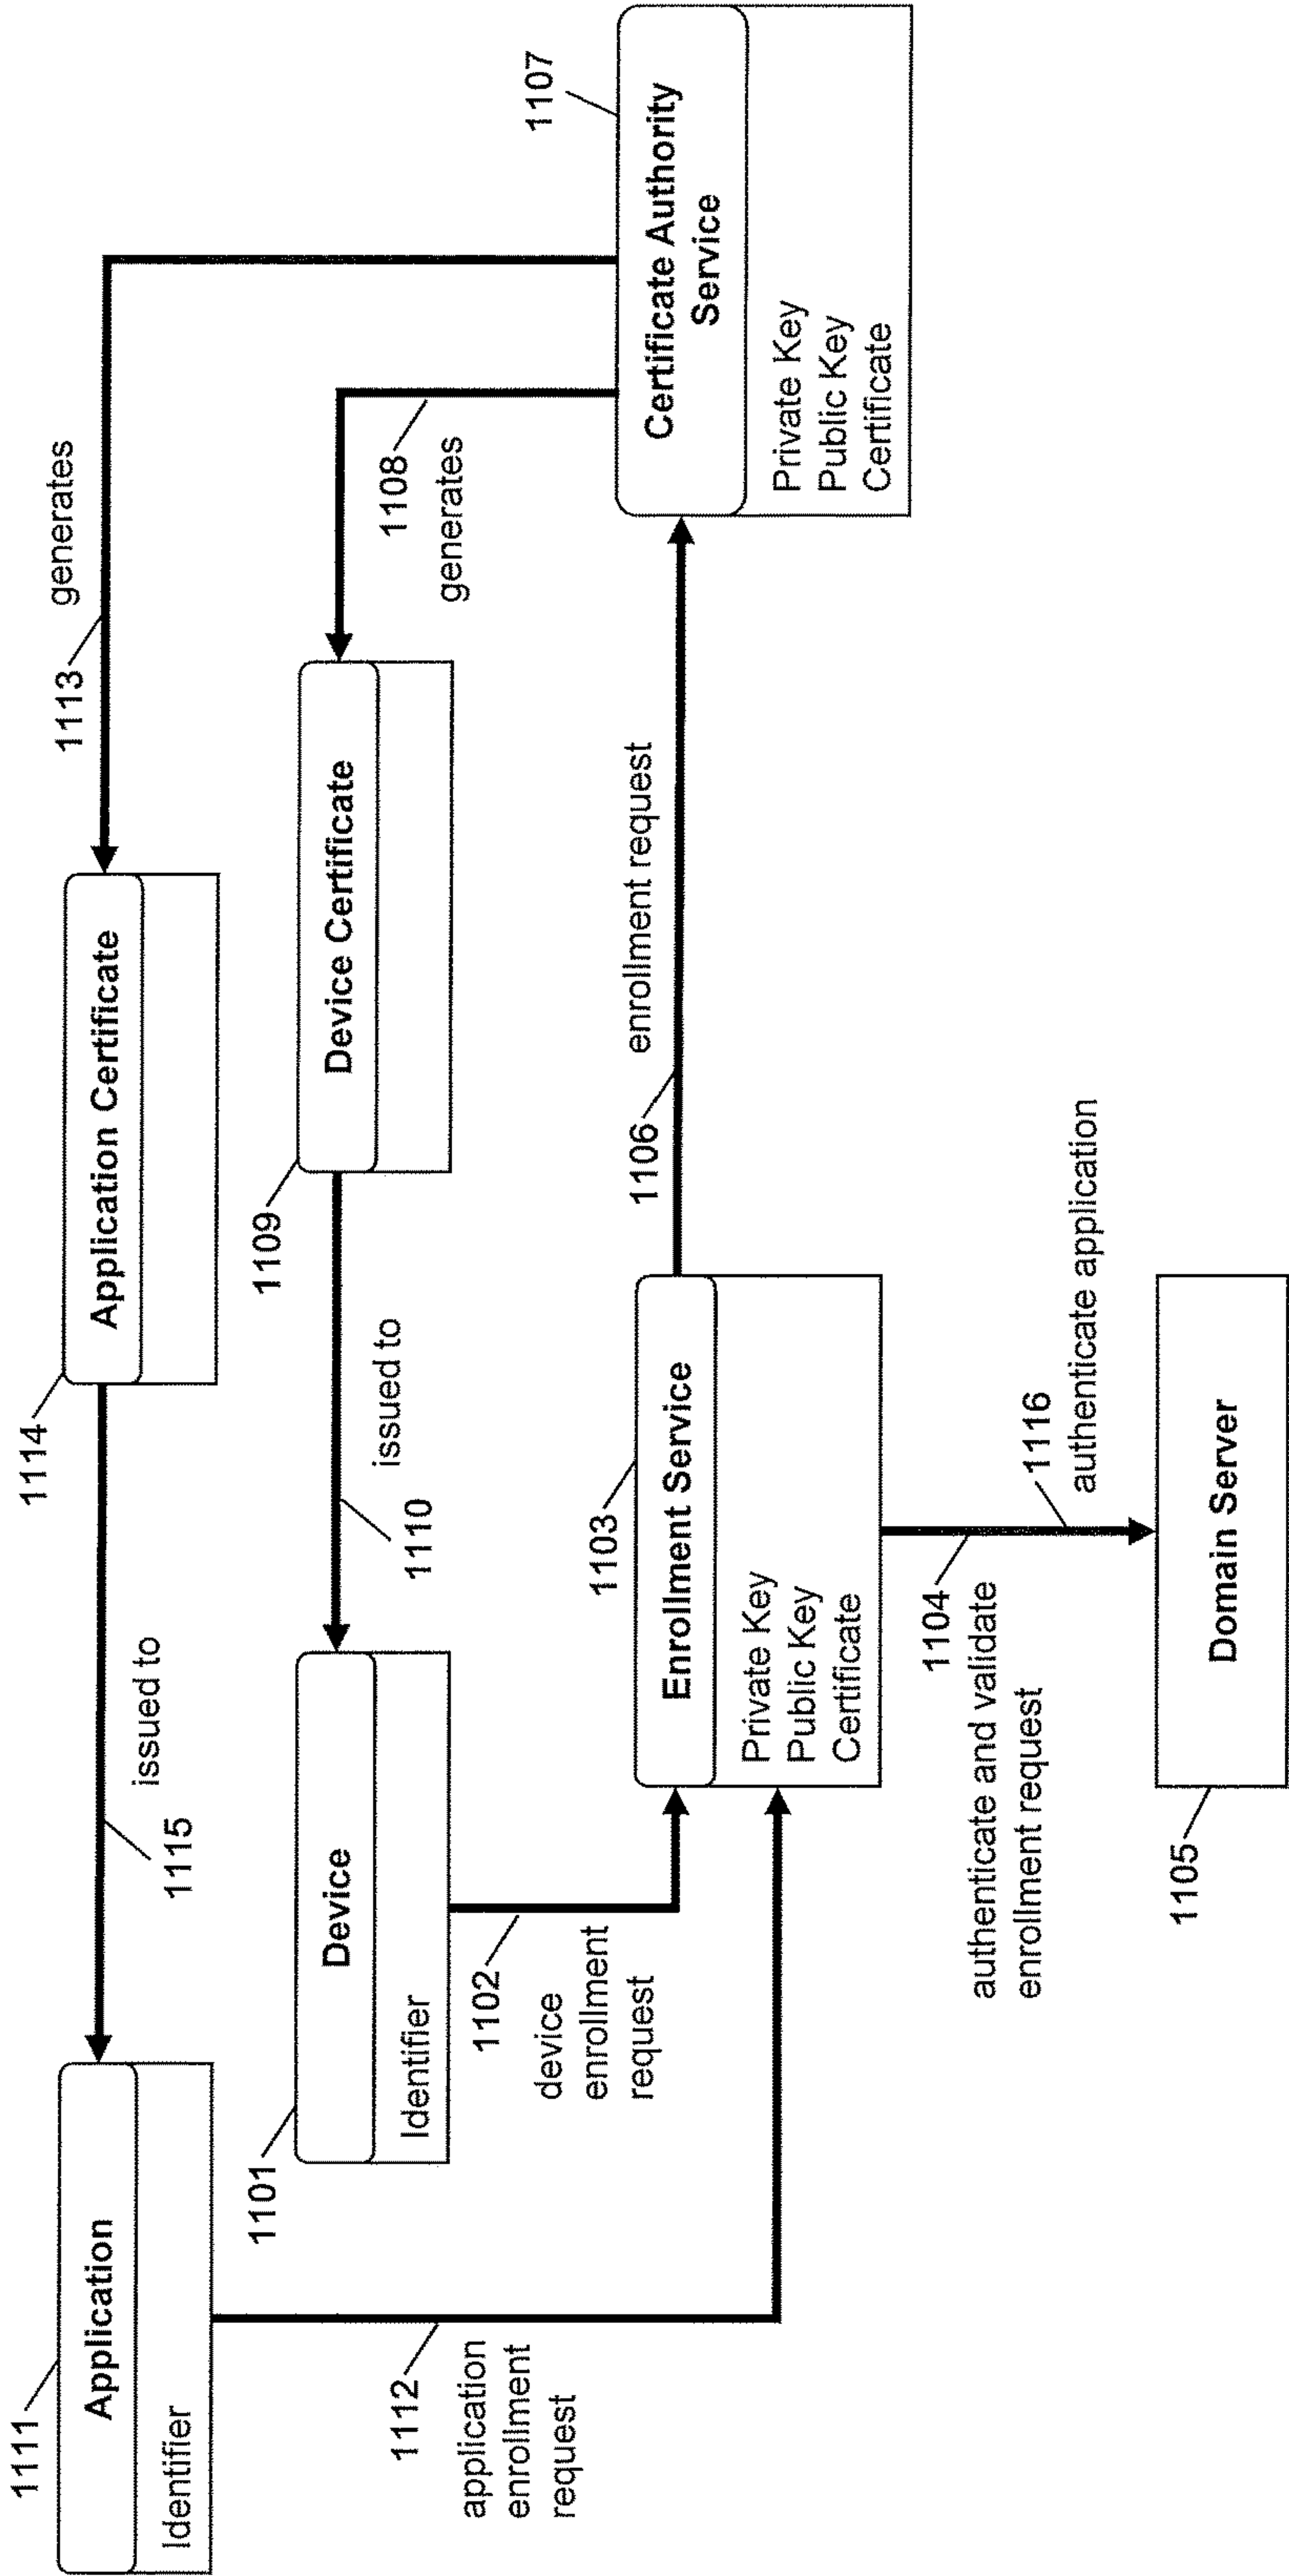 1111
Application
Identifier
1112
application
enrollment
request
1115
issued to
1114
Application Certificate
1113
generates
1101
Device
Identifier
1102
device
enrollment
request
1110
issued to
1109
Device Certificate
1108
generates
1103
Enrollment Service
Private Key
Public Key
Certificate
1106
enrollment request
1107
Certificate Authority
Service
Private Key
Public Key
Certificate
1104
authenticate and validate
enrollment request
1116
authenticate application
1105
Domain Server